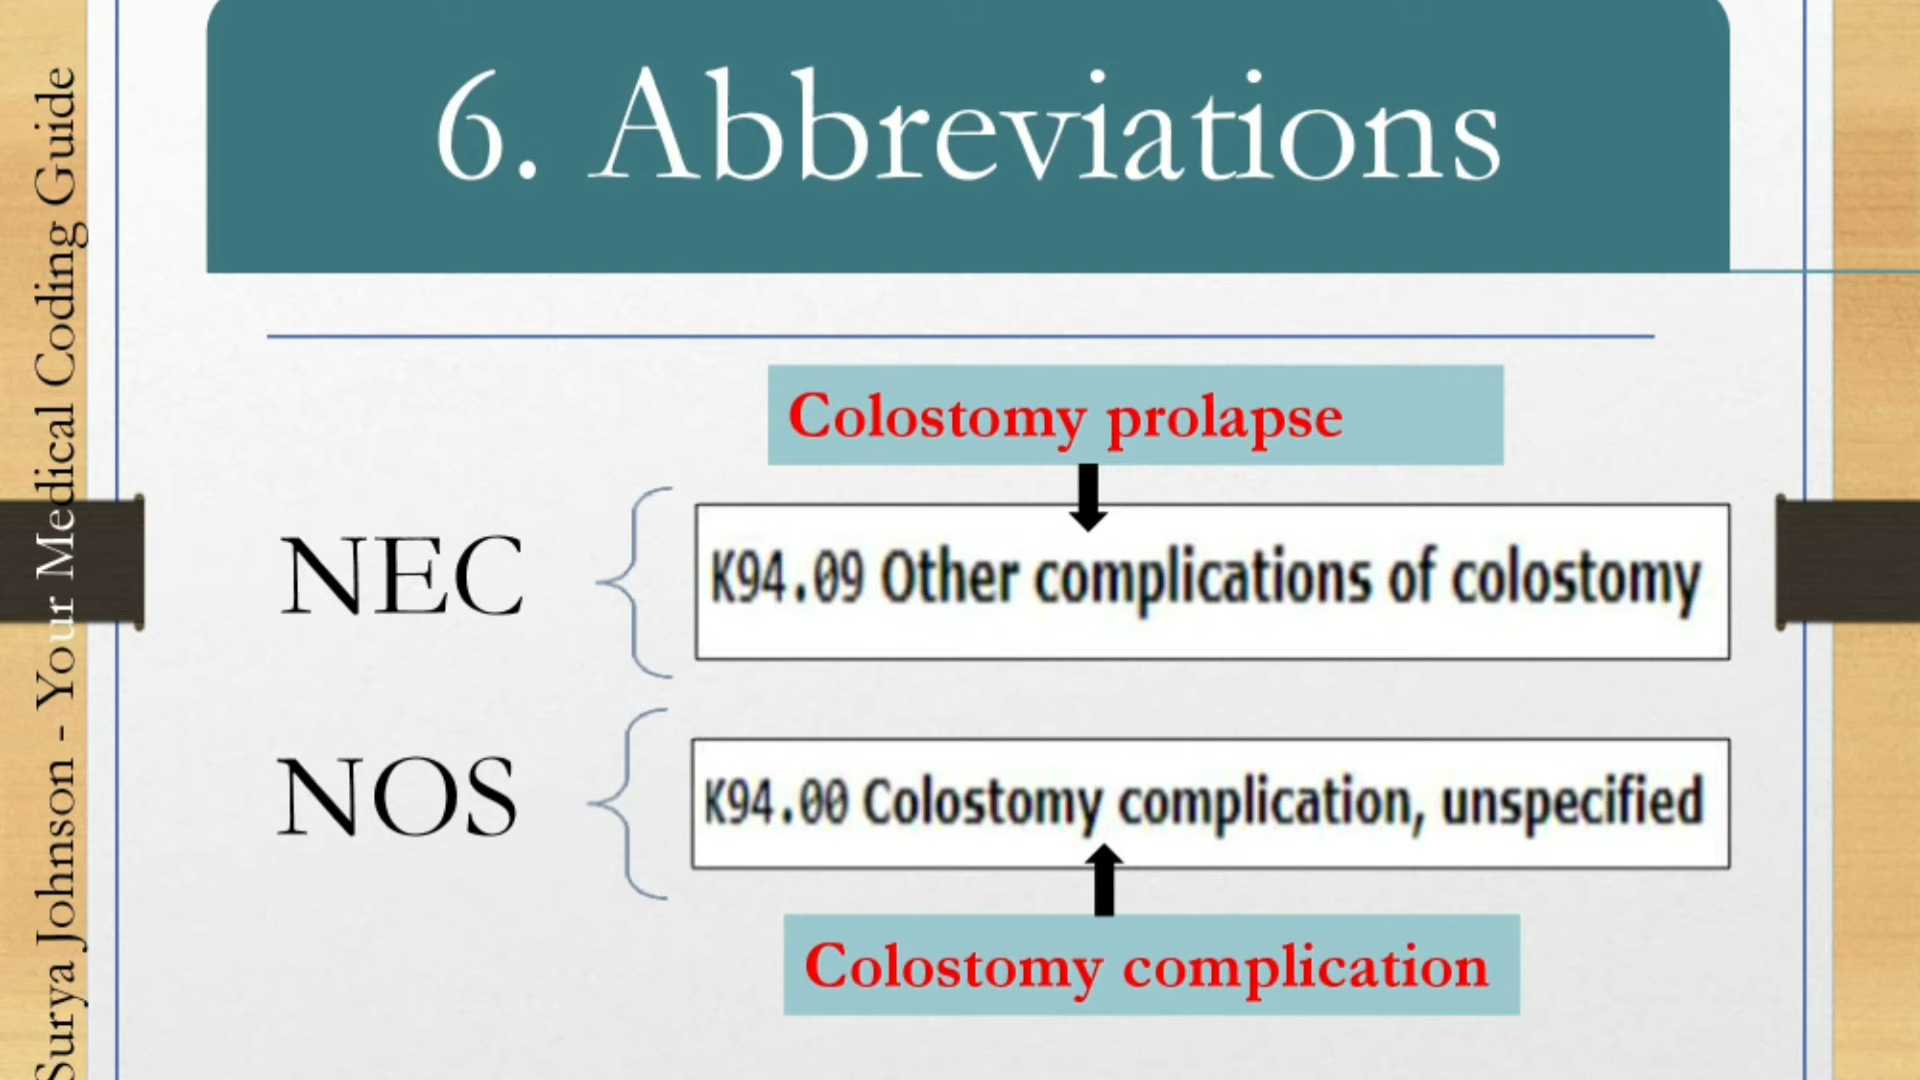 6. Abbreviations
Colostomy prolapse
NEC
K94.09 Other complications of colostomy
NOS
K94.00 Colostomy complication, unspecified
Colostomy complication
Surya Johnson - Your Medical Coding Guide